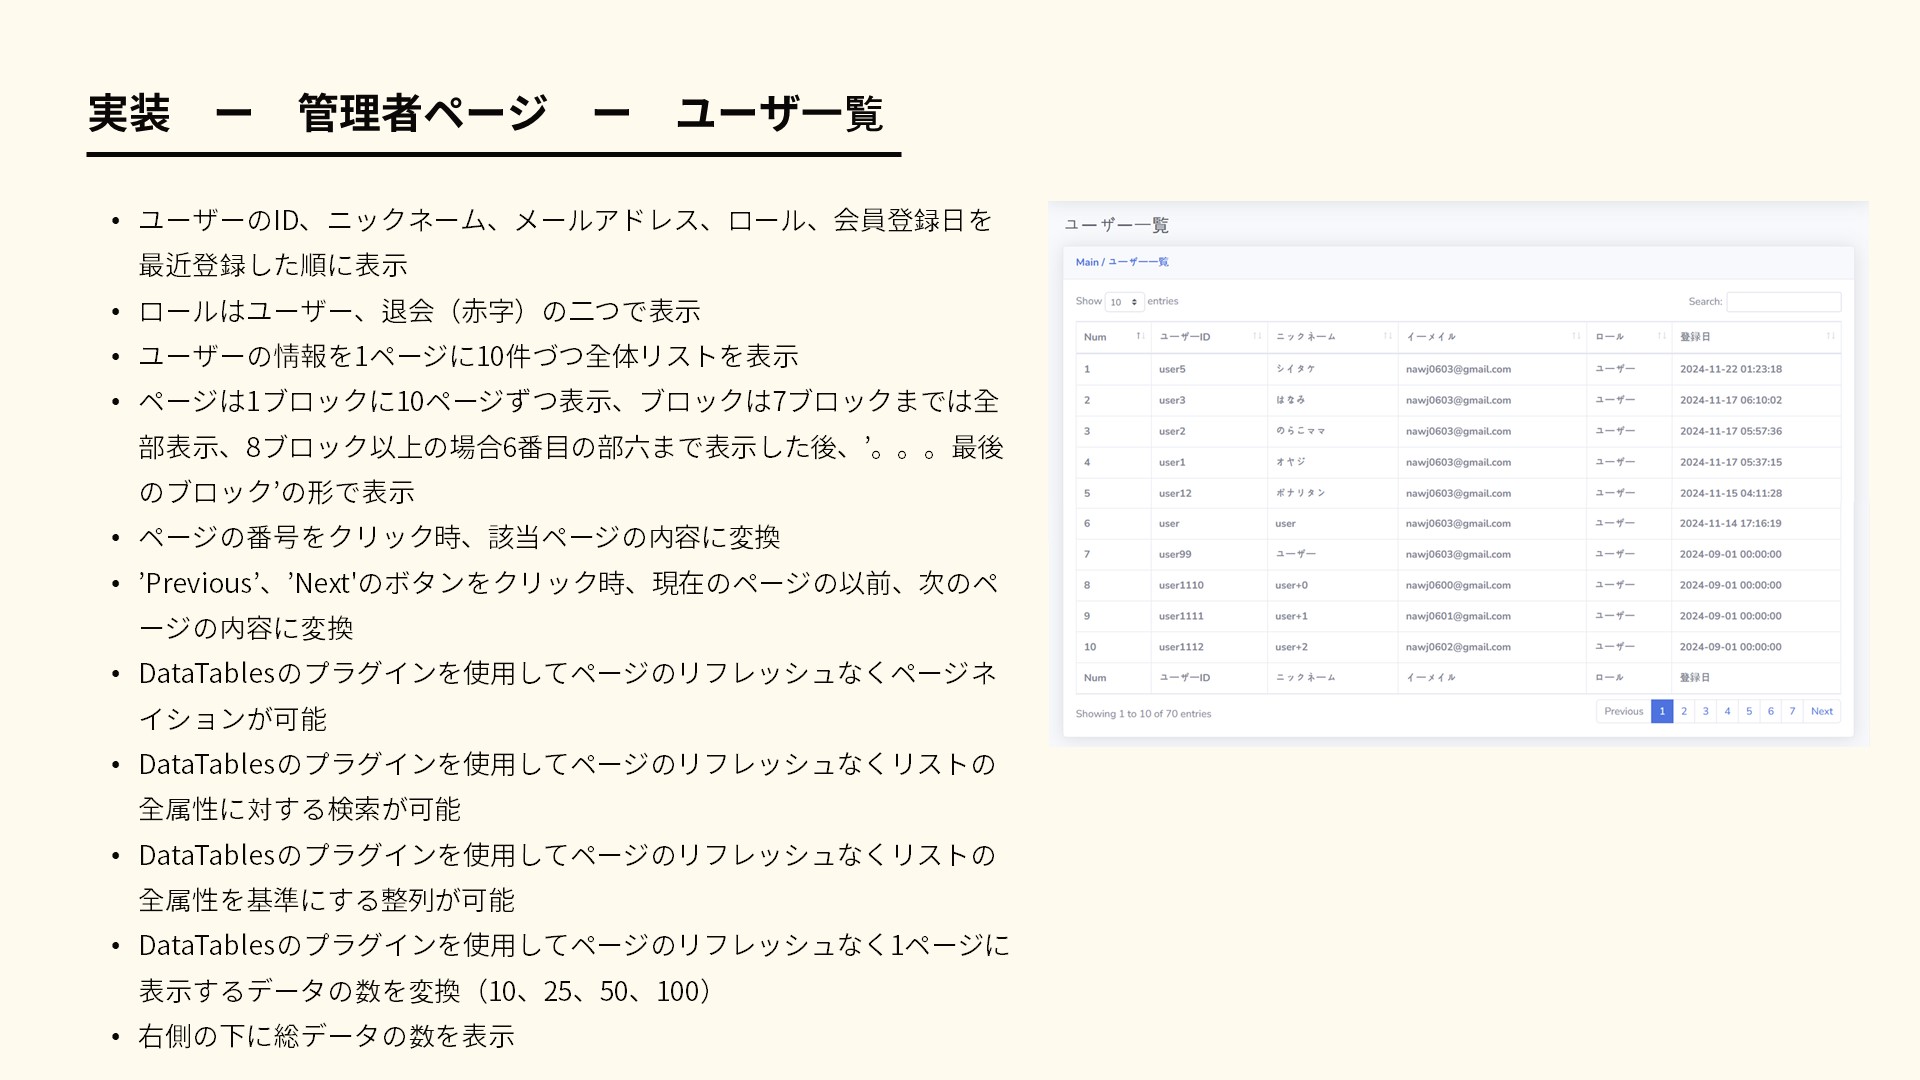 実装　ー　管理者ページ　ー　ユーザー覧
• ユーザーのID、ニックネーム、メールアドレス、ロール、会員登録日を
最近登録した順に表示
• ロールはユーザー、退会（赤字）の二つで表示
• ユーザーの情報を1ページに10件づつ全体リストを表示
• ページは1ブロックに10ページずつ表示、ブロックは7ブロックまでは全
部表示、8ブロック以上の場合6番目の部六まで表示した後、’。。。最後
のブロック’の形で表示
• ページの番号をクリック時、該当ページの内容に変換
• ’Previous’、’Next'のボタンをクリック時、現在のページの以前、次のペ
ージの内容に変換
• DataTablesのプラグインを使用してページのリフレッシュなくページネ
イションが可能
• DataTablesのプラグインを使用してページのリフレッシュなくリストの
全属性に対する検索が可能
• DataTablesのプラグインを使用してページのリフレッシュなくリストの
全属性を基準にする整列が可能
• DataTablesのプラグインを使用してページのリフレッシュなく1ページに
表示するデータの数を変換（10、25、50、100）
• 右側の下に総データの数を表示
ユーザー一覧
Main / ユーザー一覧
Show 10 entries Search:
Num ユーザーID ニックネーム イーメイル ロール 登録日
1 user5 シイタケ nawj0603@gmail.com ユーザー 2024-11-22 01:23:18
2 user3 はなみ nawj0603@gmail.com ユーザー 2024-11-17 06:10:02
3 user2 のらこママ nawj0603@gmail.com ユーザー 2024-11-17 05:57:36
4 user1 オヤジ nawj0603@gmail.com ユーザー 2024-11-17 05:37:15
5 user12 ポナリタン nawj0603@gmail.com ユーザー 2024-11-15 04:11:28
6 user user nawj0603@gmail.com ユーザー 2024-11-14 17:16:19
7 user99 ユーザー nawj0603@gmail.com ユーザー 2024-09-01 00:00:00
8 user1110 user+0 nawj0600@gmail.com ユーザー 2024-09-01 00:00:00
9 user1111 user+1 nawj0601@gmail.com ユーザー 2024-09-01 00:00:00
10 user1112 user+2 nawj0602@gmail.com ユーザー 2024-09-01 00:00:00
Num ユーザーID ニックネーム イーメイル ロール 登録日
Showing 1 to 10 of 70 entries Previous 1 2 3 4 5 6 7 Next